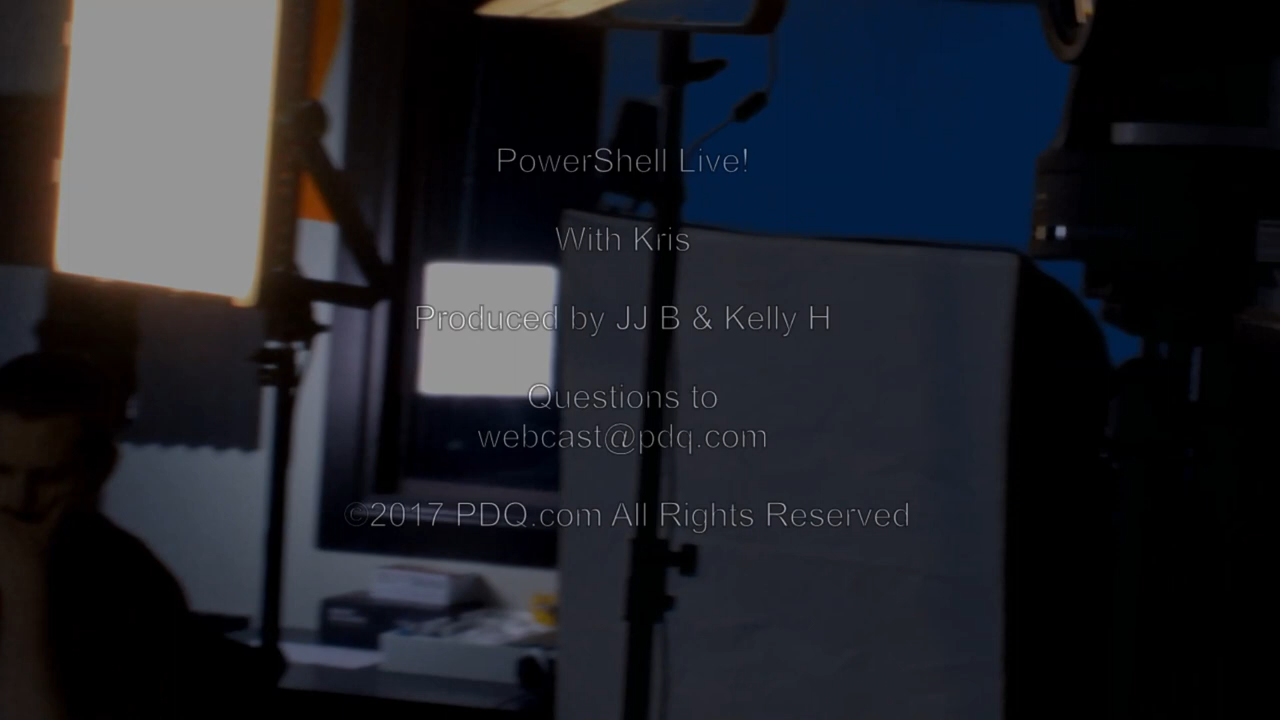 PowerShell Live!
With Kris
Produced by JJ B & Kelly H
Questions to
webcast@pdq.com
©2017 PDQ.com All Rights Reserved